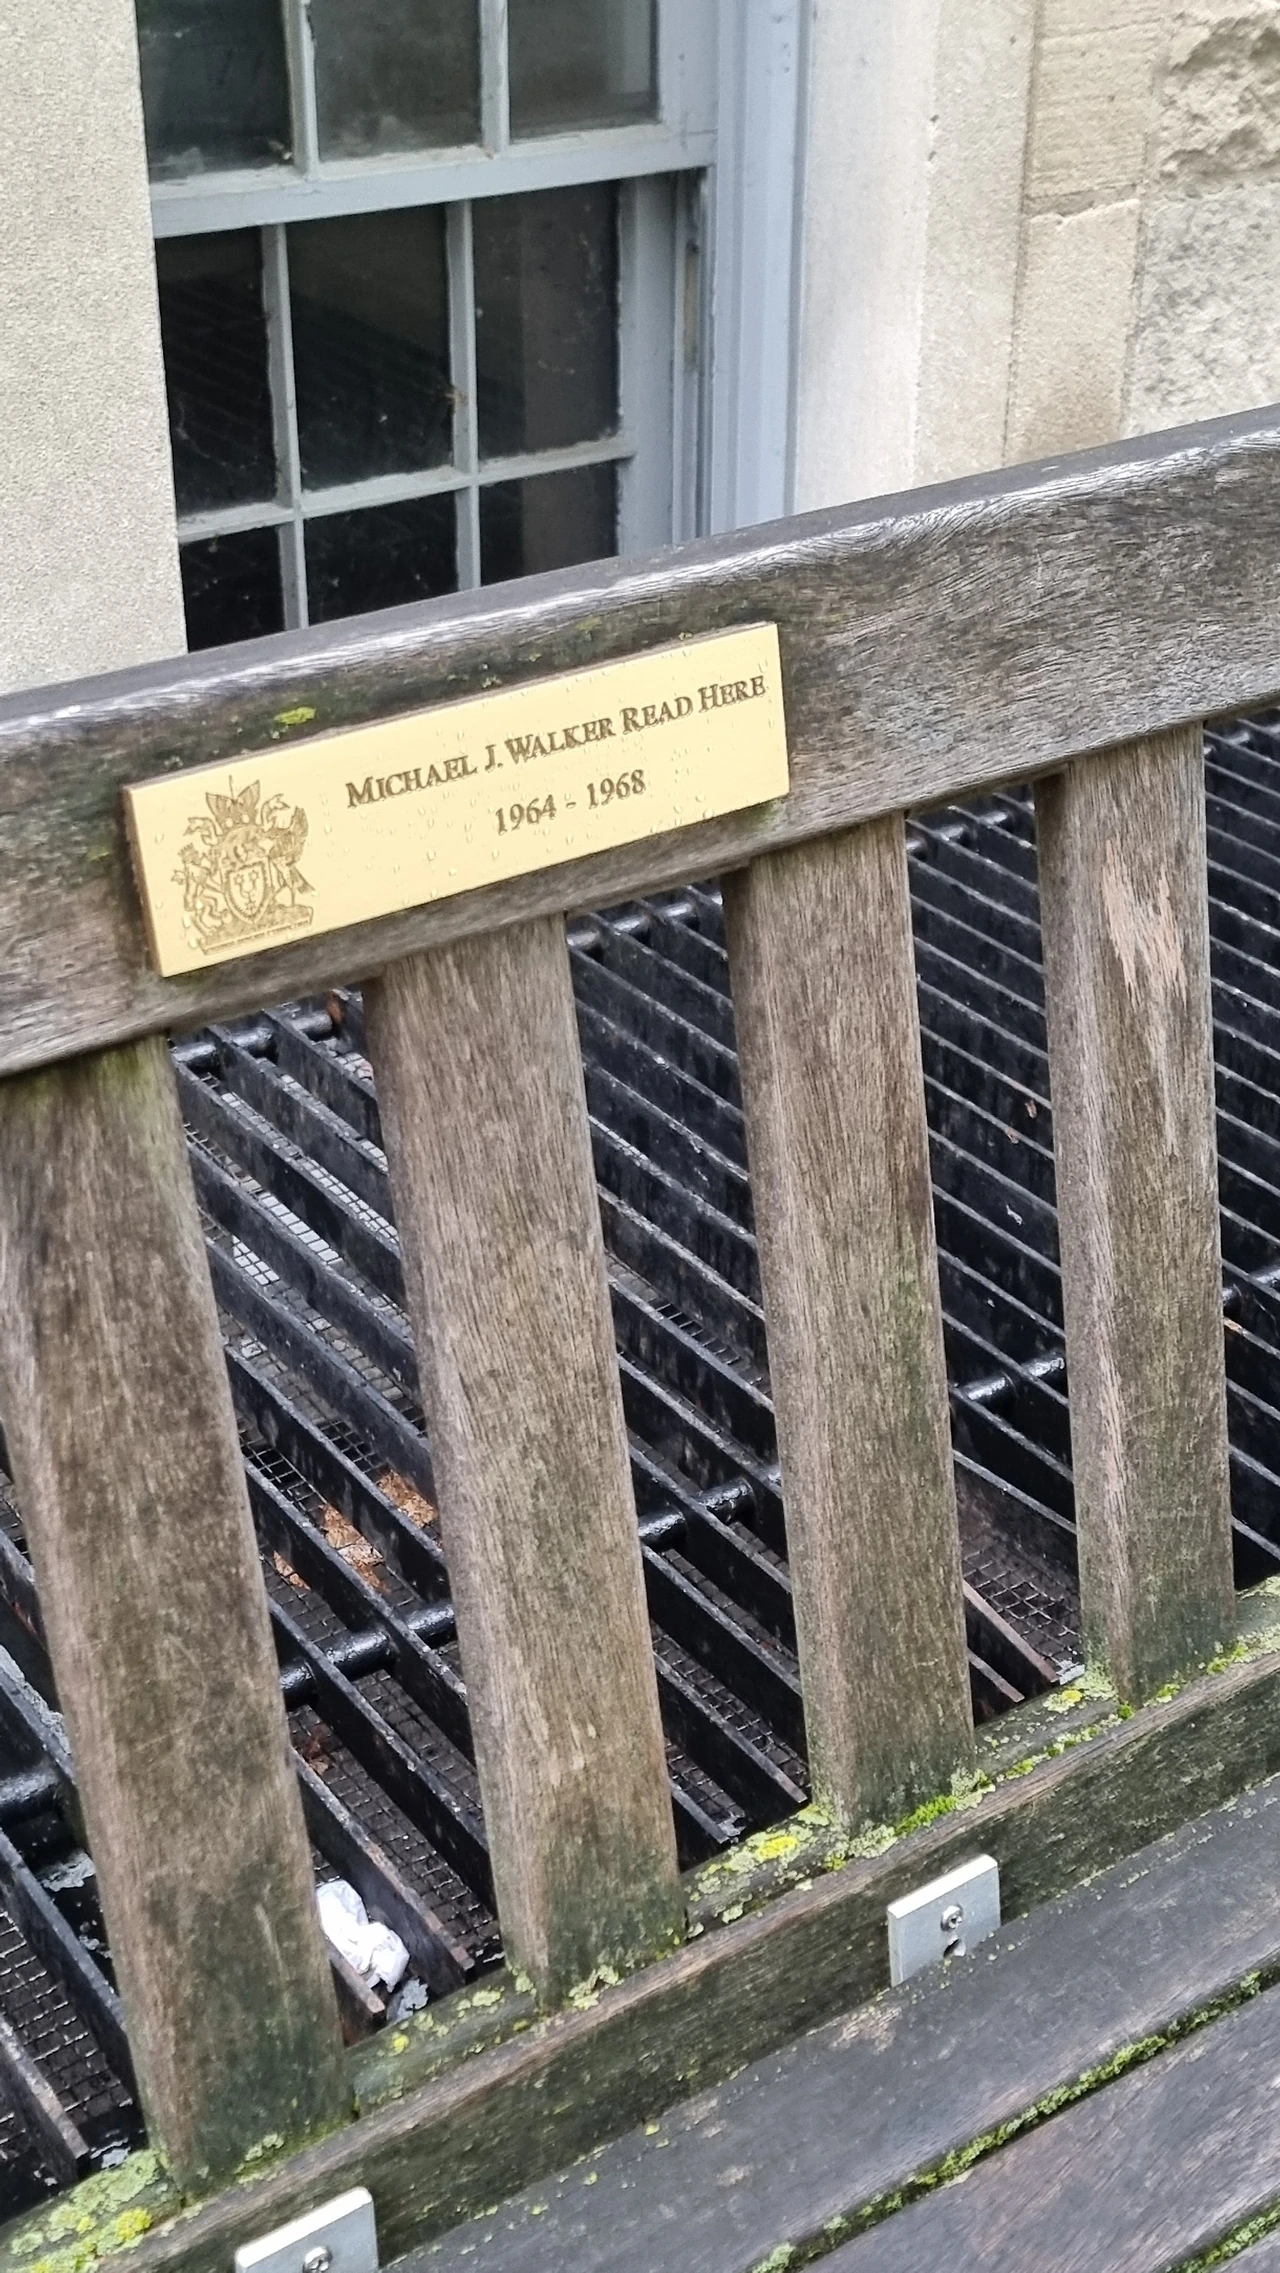 MICHAEL J. WALKER READ HERE
1964 - 1968